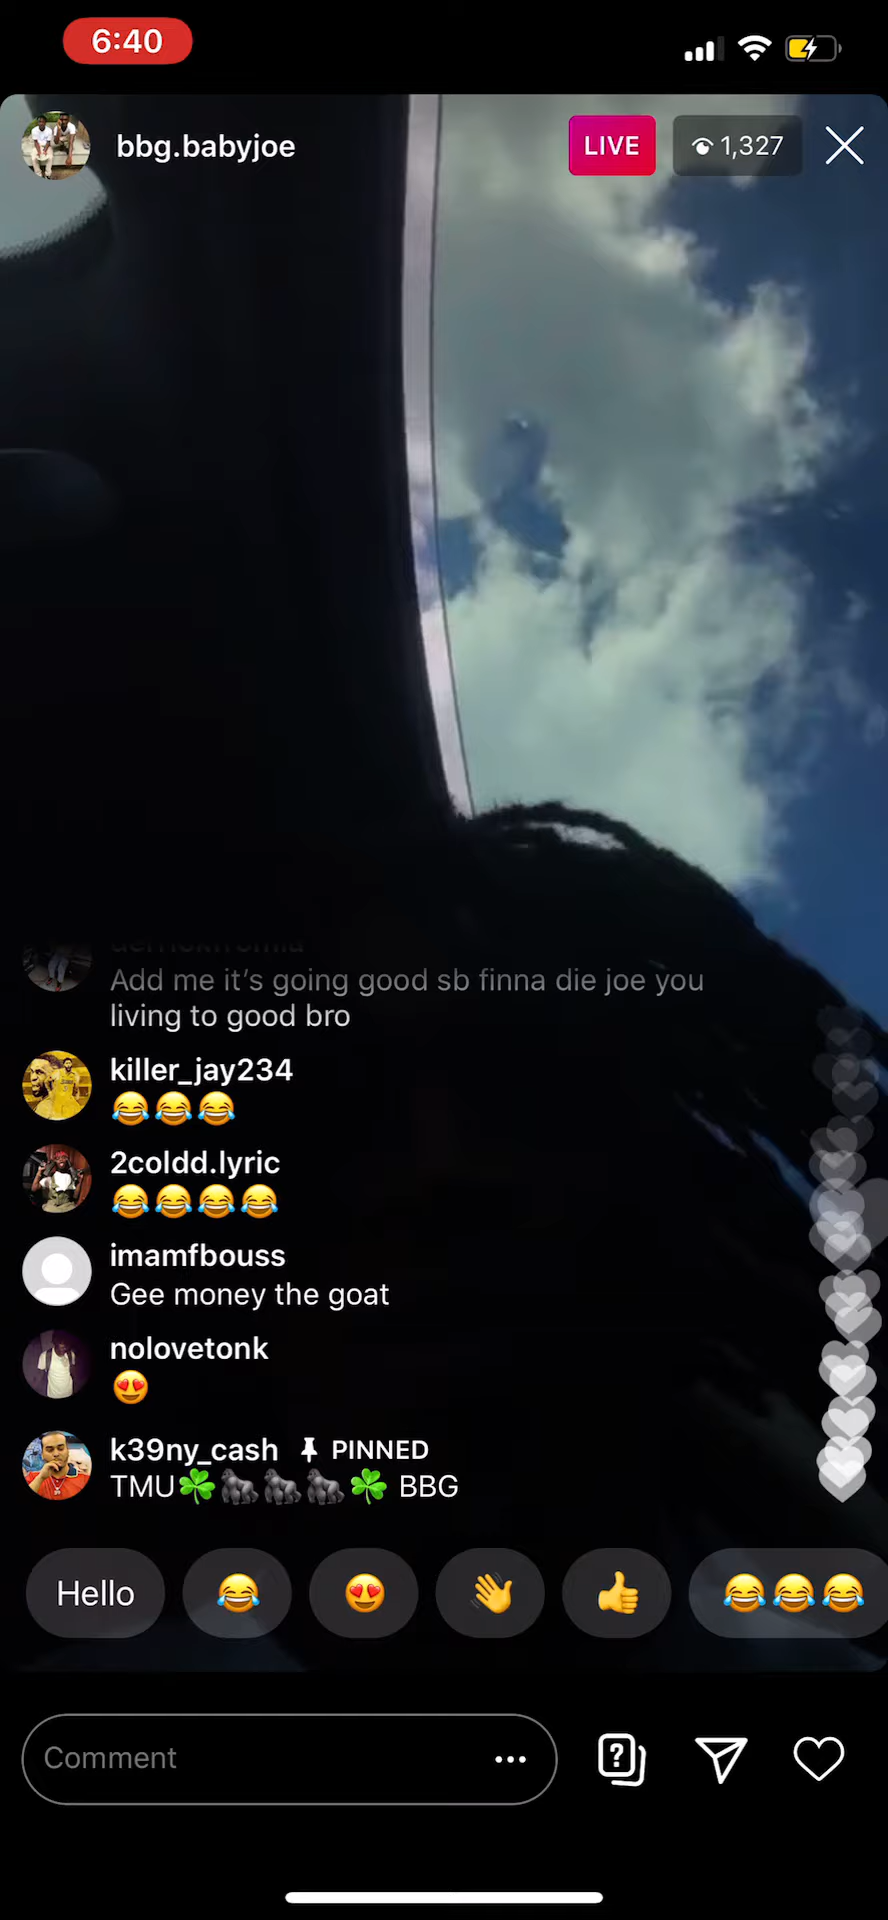 6:40
bbg.babyjoe
LIVE
1,327
Add me it's going good sb finna die joe you
living to good bro
killer_jay234
😂😂😂
2coldd.lyric
😂😂😂😂
imamfbouss
Gee money the goat
nolovetonk
😍
k39ny_cash PINNED
TMU☘️🦍🦍🦍☘️ BBG
Hello 😂 😍 👋 👍 😂😂😂
Comment